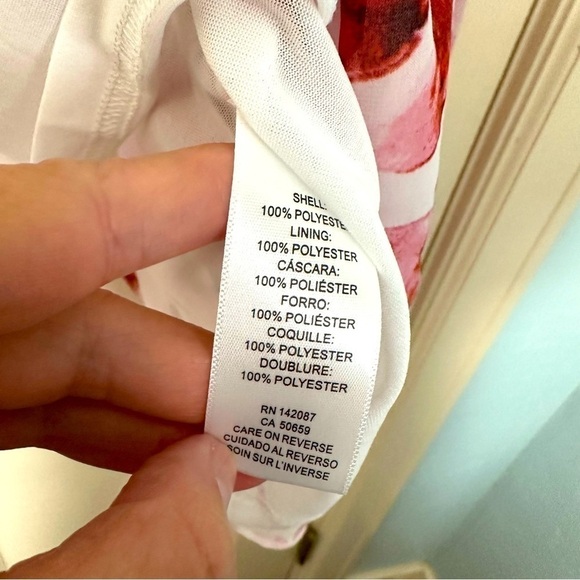 SHELL:
100% POLYESTER
LINING:
100% POLYESTER
CÁSCARA:
100% POLIÉSTER
FORRO:
100% POLIÉSTER
COQUILLE:
100% POLYESTER
DOUBLURE:
100% POLYESTER
RN 142087
CA 50659
CARE ON REVERSE
CUIDADO AL REVERSO
SOIN SUR L'INVERSE